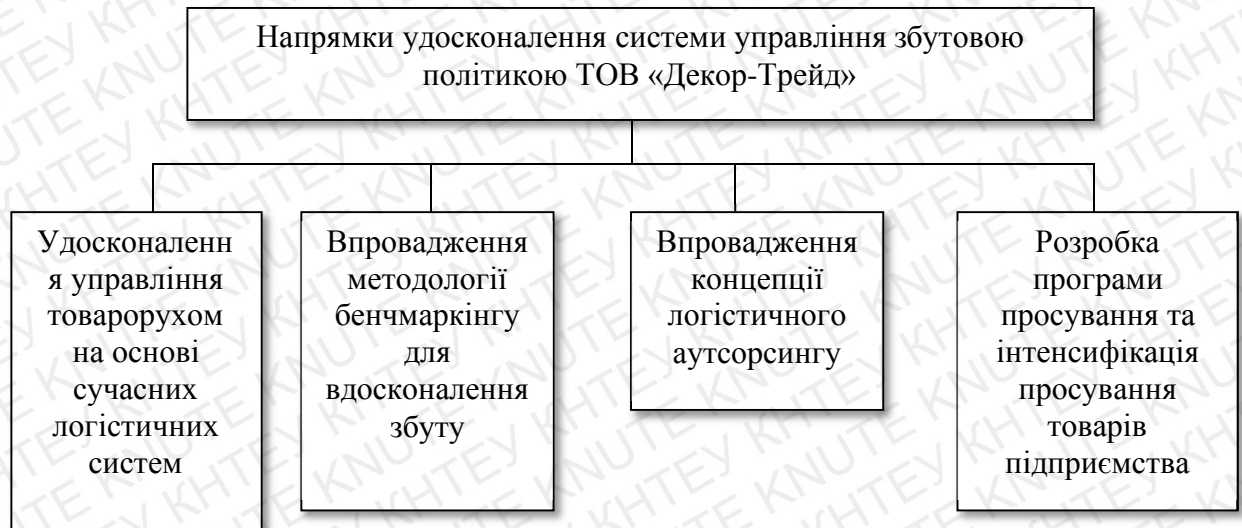 Напрямки удосконалення системи управління збутовою
політикою ТОВ «Декор-Трейд»
Удосконаленн
я управління
товарорухом
на основі
сучасних
логістичних
систем
Впровадження
методології
бенчмаркінгу
для
вдосконалення
збуту
Впровадження
концепції
логістичного
аутсорсингу
Розробка
програми
просування та
інтенсифікація
просування
товарів
підприємства